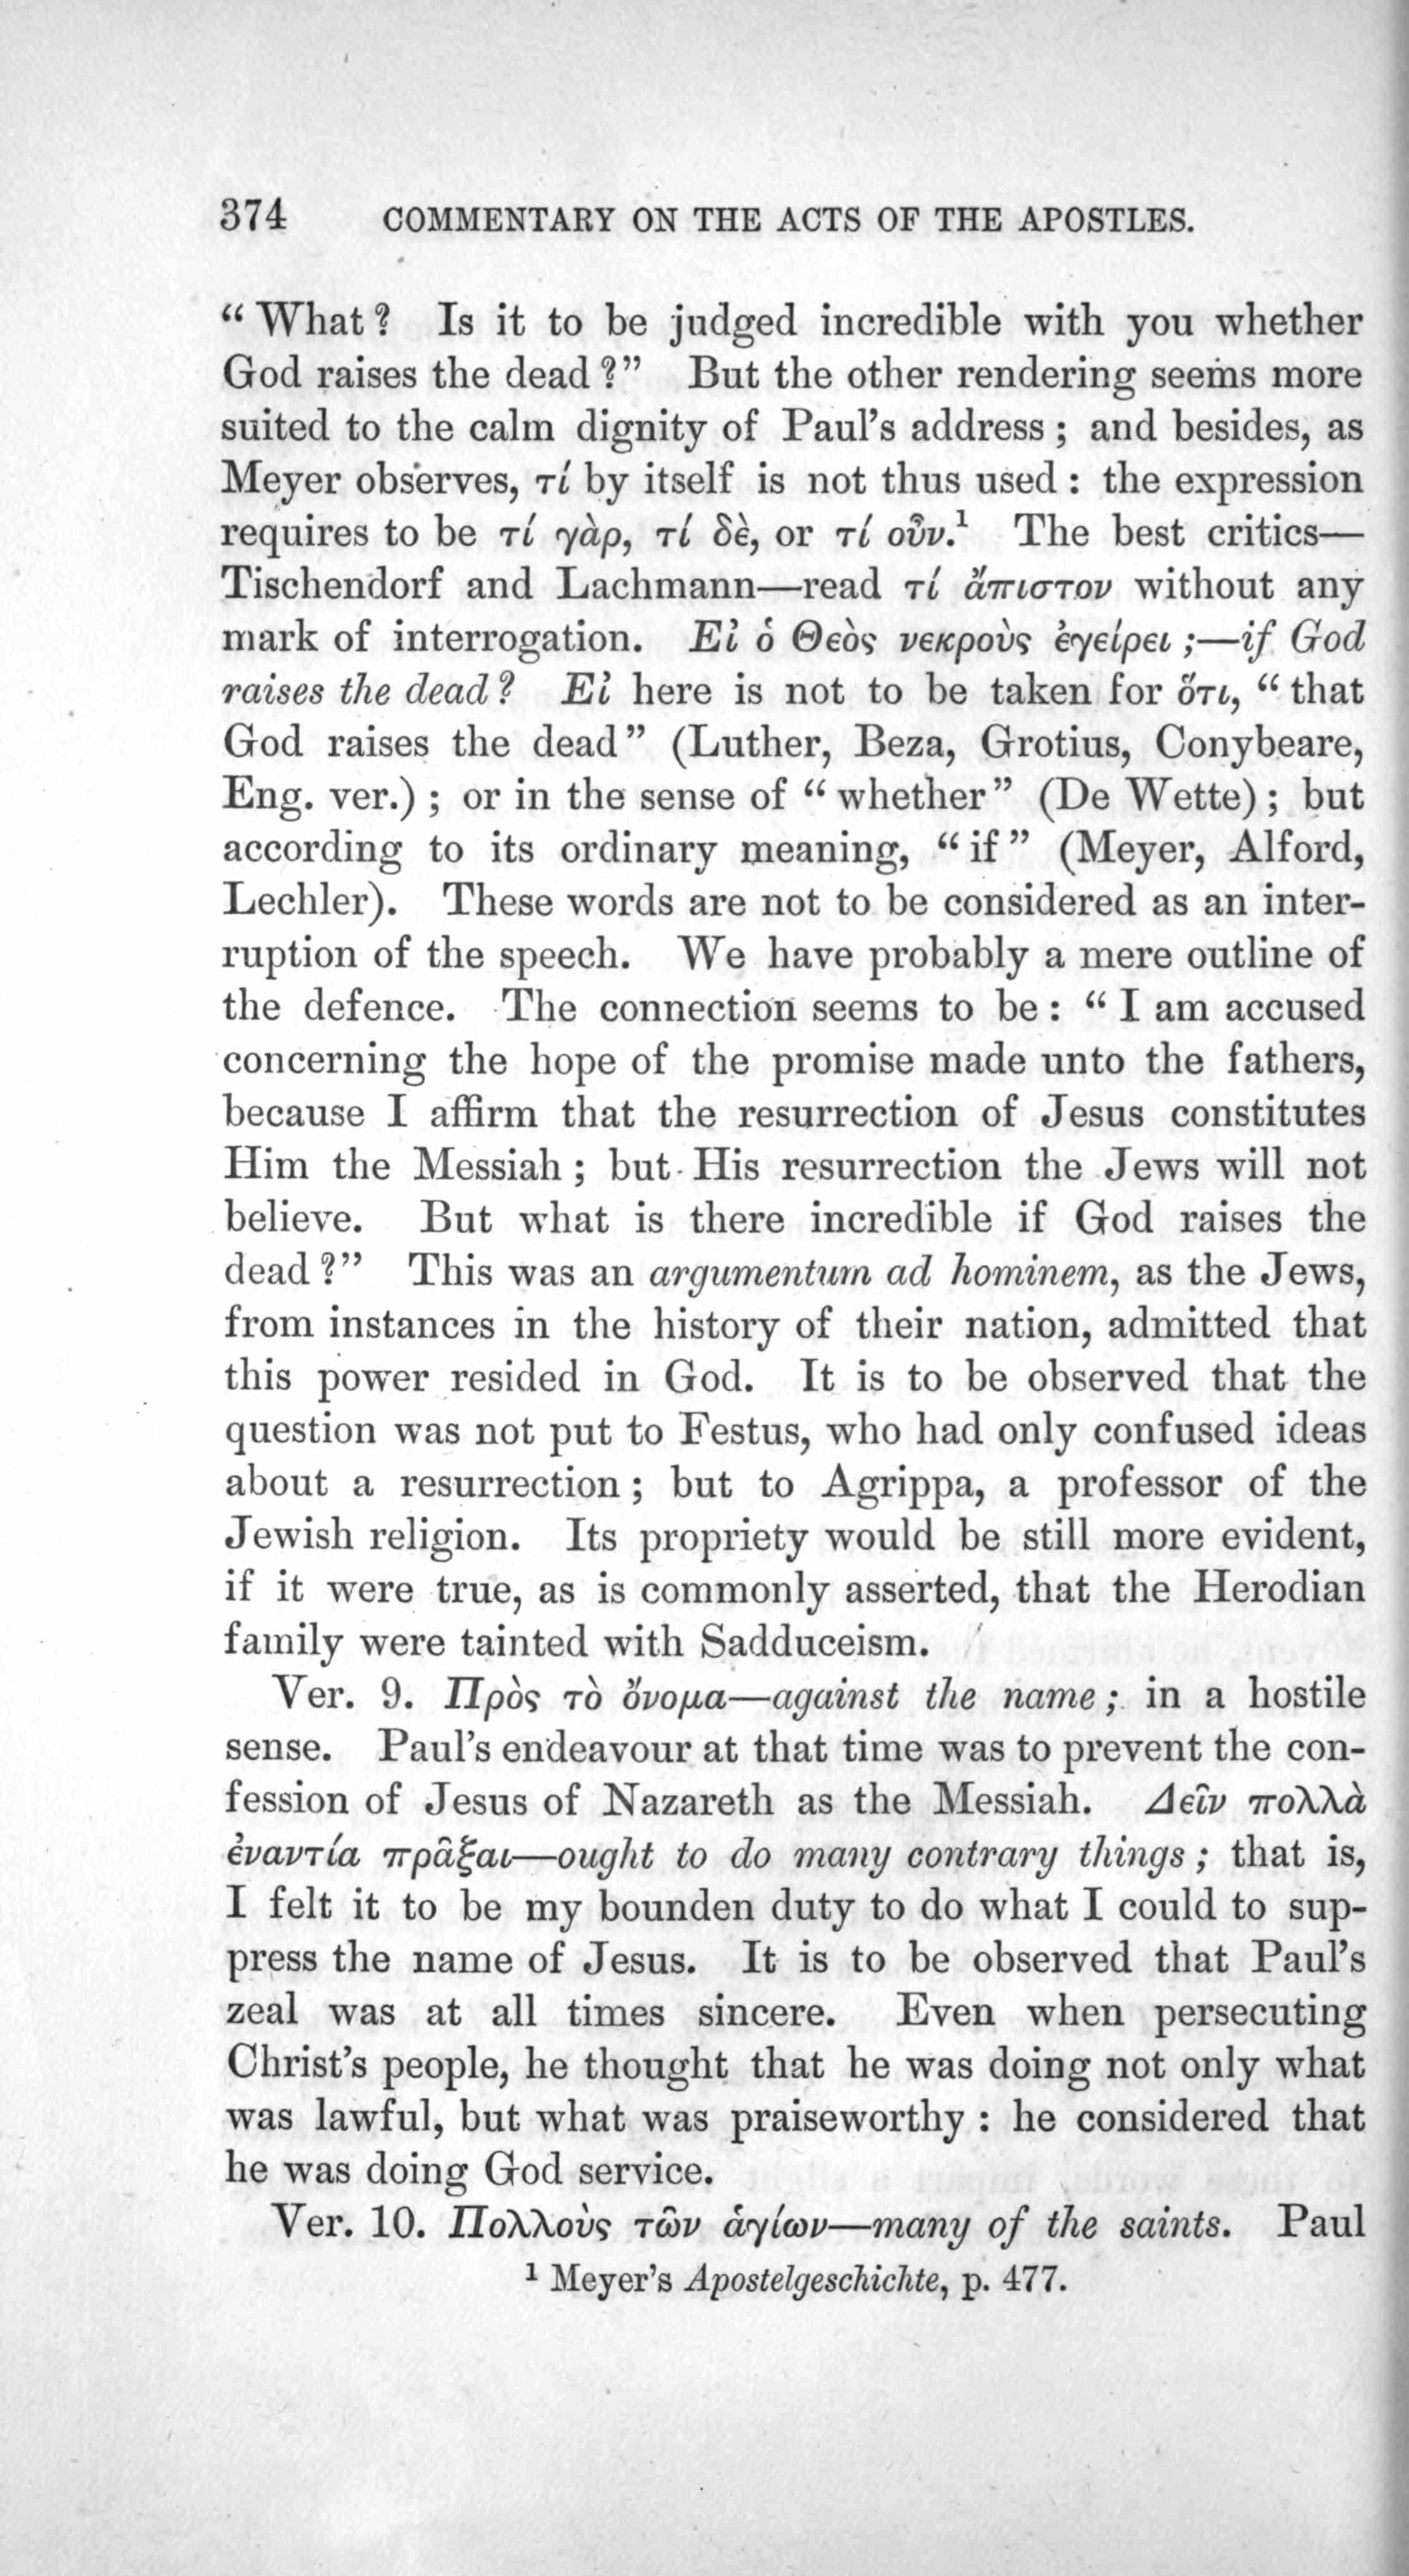 374 COMMENTARY ON THE ACTS OF THE APOSTLES.
“What? Is it to be judged incredible with you whether
God raises the dead?” But the other rendering seems more
suited to the calm dignity of Paul’s address; and besides, as
Meyer observes, τί by itself is not thus used: the expression
requires to be τί γὰρ, τί δὲ, or τί οὖν.¹ The best critics—
Tischendorf and Lachmann—read τί ἄπιστον without any
mark of interrogation. Εἰ ὁ Θεὸς νεκροὺς ἐγείρει ;—if God
raises the dead? Εἰ here is not to be taken for ὅτι, “that
God raises the dead” (Luther, Beza, Grotius, Conybeare,
Eng. ver.); or in the sense of “whether” (De Wette); but
according to its ordinary meaning, “if” (Meyer, Alford,
Lechler). These words are not to be considered as an inter-
ruption of the speech. We have probably a mere outline of
the defence. The connection seems to be: “I am accused
concerning the hope of the promise made unto the fathers,
because I affirm that the resurrection of Jesus constitutes
Him the Messiah; but His resurrection the Jews will not
believe. But what is there incredible if God raises the
dead?” This was an argumentum ad hominem, as the Jews,
from instances in the history of their nation, admitted that
this power resided in God. It is to be observed that the
question was not put to Festus, who had only confused ideas
about a resurrection; but to Agrippa, a professor of the
Jewish religion. Its propriety would be still more evident,
if it were true, as is commonly asserted, that the Herodian
family were tainted with Sadduceism.
Ver. 9. Πρὸς τὸ ὄνομα—against the name; in a hostile
sense. Paul’s endeavour at that time was to prevent the con-
fession of Jesus of Nazareth as the Messiah. Δεῖν πολλὰ
ἐναντία πρᾶξαι—ought to do many contrary things; that is,
I felt it to be my bounden duty to do what I could to sup-
press the name of Jesus. It is to be observed that Paul’s
zeal was at all times sincere. Even when persecuting
Christ’s people, he thought that he was doing not only what
was lawful, but what was praiseworthy: he considered that
he was doing God service.
Ver. 10. Πολλοὺς τῶν ἁγίων—many of the saints. Paul
¹ Meyer’s Apostelgeschichte, p. 477.